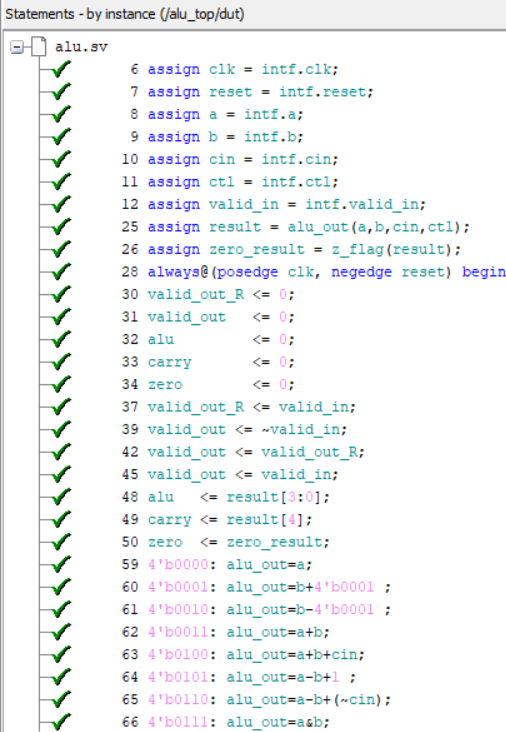 Statements - by instance (/alu_top/dut)
alu.sv
6 assign clk = intf.clk;
7 assign reset = intf.reset;
8 assign a = intf.a;
9 assign b = intf.b;
10 assign cin = intf.cin;
11 assign ctl = intf.ctl;
12 assign valid_in = intf.valid_in;
25 assign result = alu_out(a,b,cin,ctl);
26 assign zero_result = z_flag(result);
28 always@(posedge clk, negedge reset) begin
30 valid_out_R <= 0;
31 valid_out   <= 0;
32 alu         <= 0;
33 carry       <= 0;
34 zero        <= 0;
37 valid_out_R <= valid_in;
39 valid_out <= ~valid_in;
42 valid_out <= valid_out_R;
45 valid_out <= valid_in;
48 alu   <= result[3:0];
49 carry <= result[4];
50 zero  <= zero_result;
59 4'b0000: alu_out=a;
60 4'b0001: alu_out=b+4'b0001 ;
61 4'b0010: alu_out=b-4'b0001 ;
62 4'b0011: alu_out=a+b;
63 4'b0100: alu_out=a+b+cin;
64 4'b0101: alu_out=a-b+1 ;
65 4'b0110: alu_out=a-b+(~cin);
66 4'b0111: alu_out=a&b;